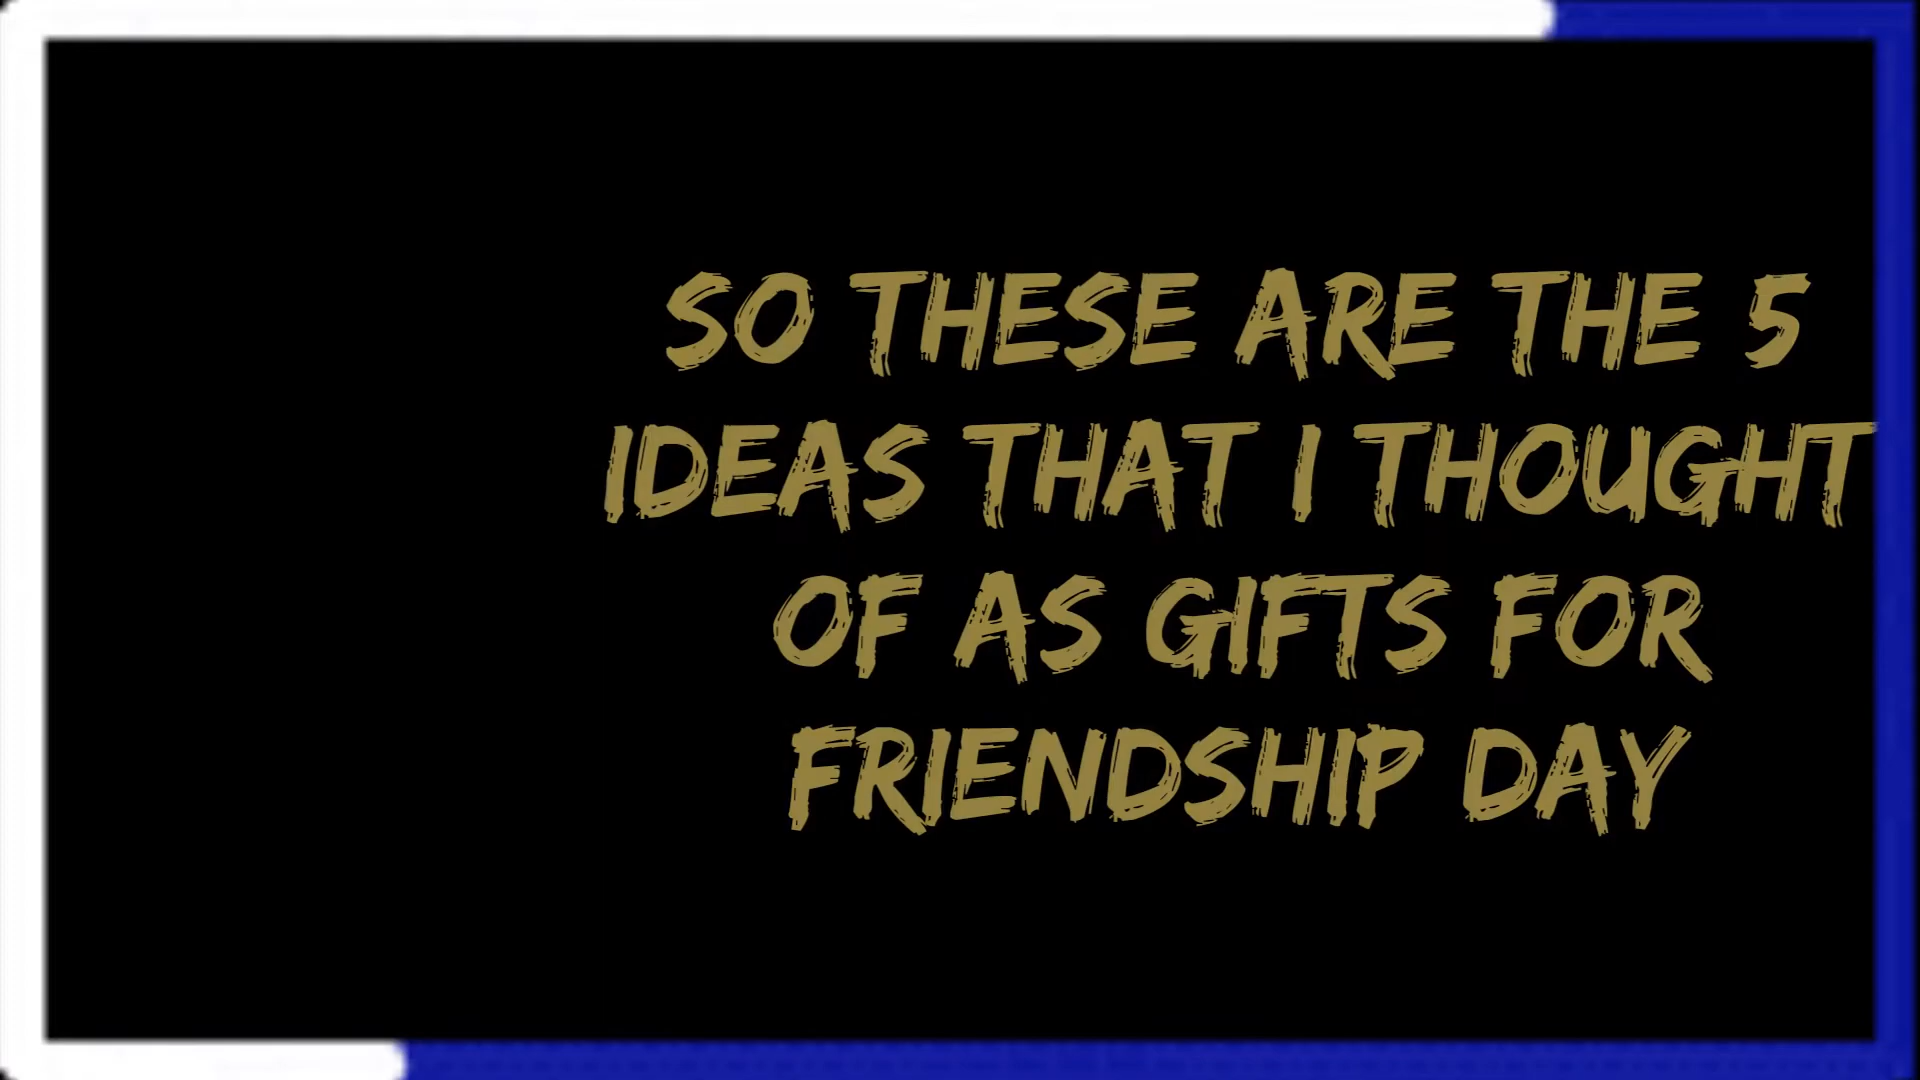 SO THESE ARE THE 5
IDEAS THAT I THOUGHT
OF AS GIFTS FOR
FRIENDSHIP DAY